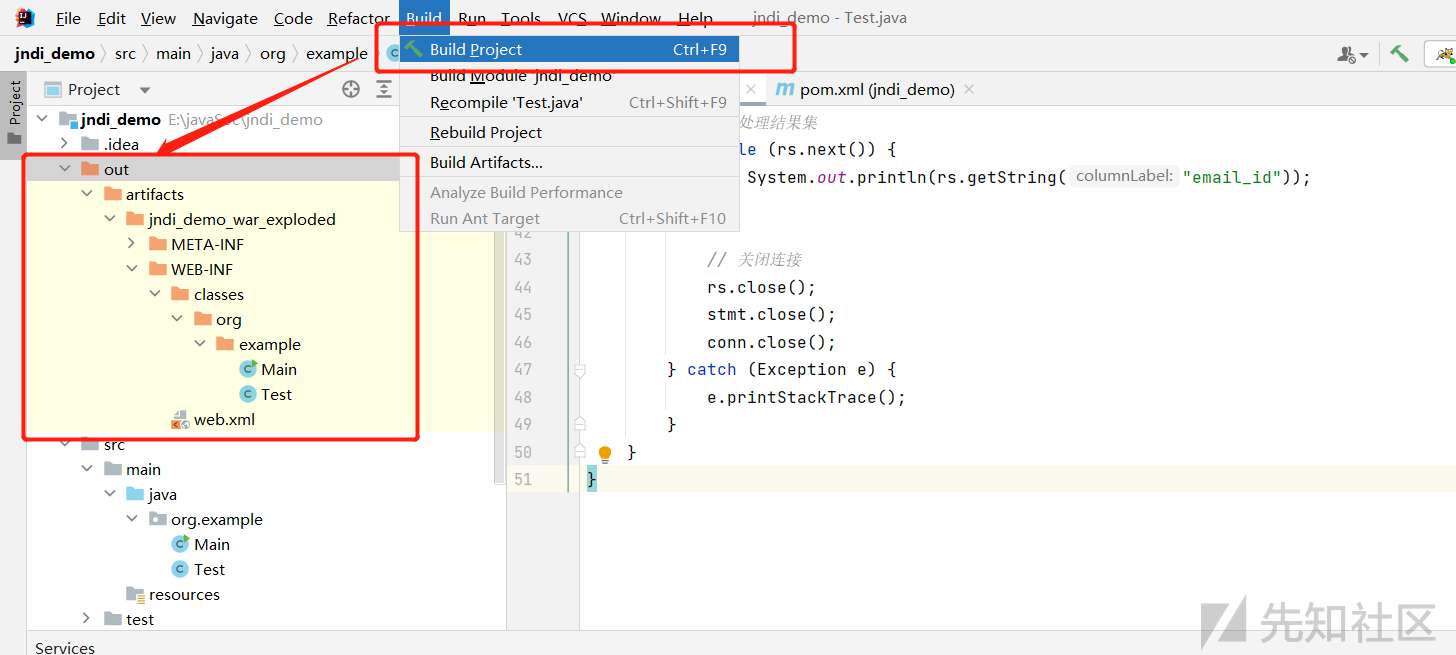 File Edit View Navigate Code Refactor Build Run Tools VCS Window Help jndi_demo - Test.java
jndi_demo src main java org example
Build Project Ctrl+F9
Build Module 'jndi_demo'
Recompile 'Test.java' Ctrl+Shift+F9
Rebuild Project
Build Artifacts...
Analyze Build Performance
Run Ant Target Ctrl+Shift+F10
Project
Project
jndi_demo E:\javaSec\jndi_demo
.idea
out
artifacts
jndi_demo_war_exploded
META-INF
WEB-INF
classes
org
example
Main
Test
web.xml
src
main
java
org.example
Main
Test
resources
test
Services
pom.xml (jndi_demo)
处理结果集
le (rs.next()) {
System.out.println(rs.getString( columnLabel: "email_id"));
42
43 // 关闭连接
44 rs.close();
45 stmt.close();
46 conn.close();
47 } catch (Exception e) {
48 e.printStackTrace();
49 }
50 }
51 }
先知社区